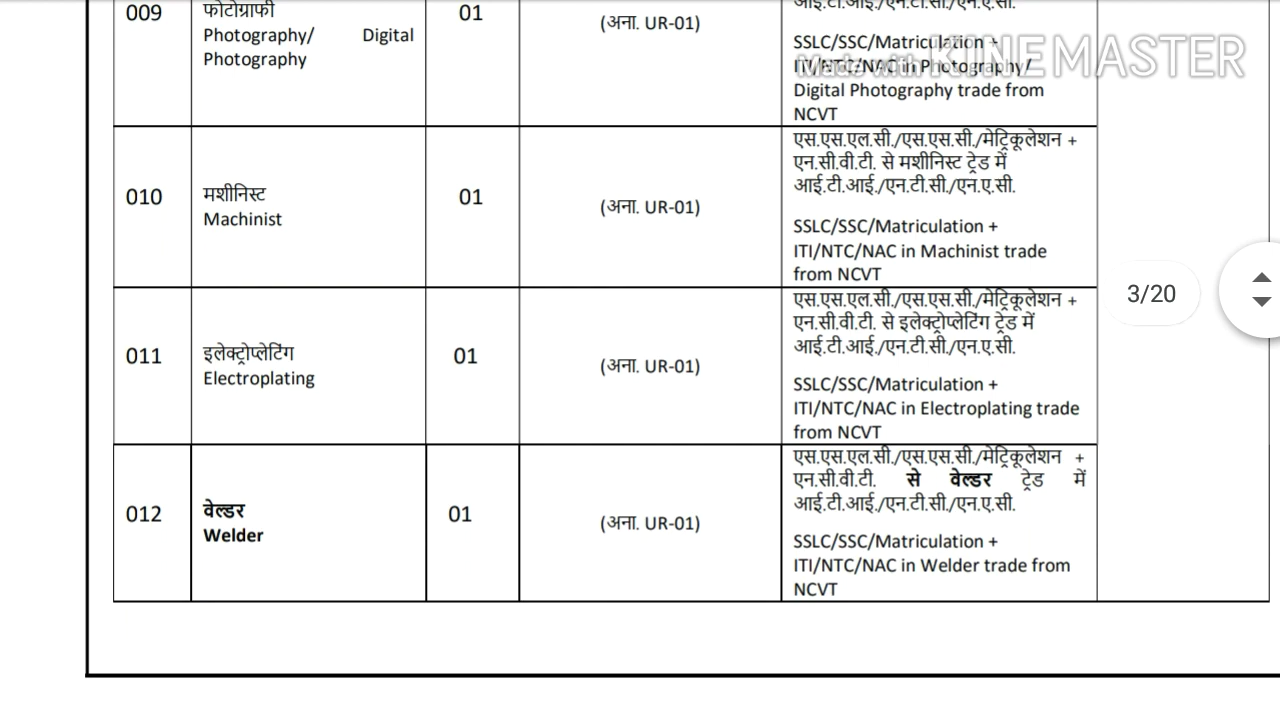 009
फोटोग्राफी
Photography/ Digital
Photography
01
(अना. UR-01)
आई.टी.आई./एन.टी.सी./एन.ए.सी.
SSLC/SSC/Matriculation +
ITI/NTC/NAC in Photography/
Digital Photography trade from
NCVT
Made with KINEMASTER
010
मशीनिस्ट
Machinist
01
(अना. UR-01)
एस.एस.एल.सी./एस.एस.सी./मेट्रिकूलेशन +
एन.सी.वी.टी. से मशीनिस्ट ट्रेड में
आई.टी.आई./एन.टी.सी./एन.ए.सी.
SSLC/SSC/Matriculation +
ITI/NTC/NAC in Machinist trade
from NCVT
3/20
011
इलेक्ट्रोप्लेटिंग
Electroplating
01
(अना. UR-01)
एस.एस.एल.सी./एस.एस.सी./मेट्रिकूलेशन +
एन.सी.वी.टी. से इलेक्ट्रोप्लेटिंग ट्रेड में
आई.टी.आई./एन.टी.सी./एन.ए.सी.
SSLC/SSC/Matriculation +
ITI/NTC/NAC in Electroplating trade
from NCVT
012
वेल्डर
Welder
01
(अना. UR-01)
एस.एस.एल.सी./एस.एस.सी./मेट्रिकूलेशन +
एन.सी.वी.टी. से वेल्डर ट्रेड में
आई.टी.आई./एन.टी.सी./एन.ए.सी.
SSLC/SSC/Matriculation +
ITI/NTC/NAC in Welder trade from
NCVT